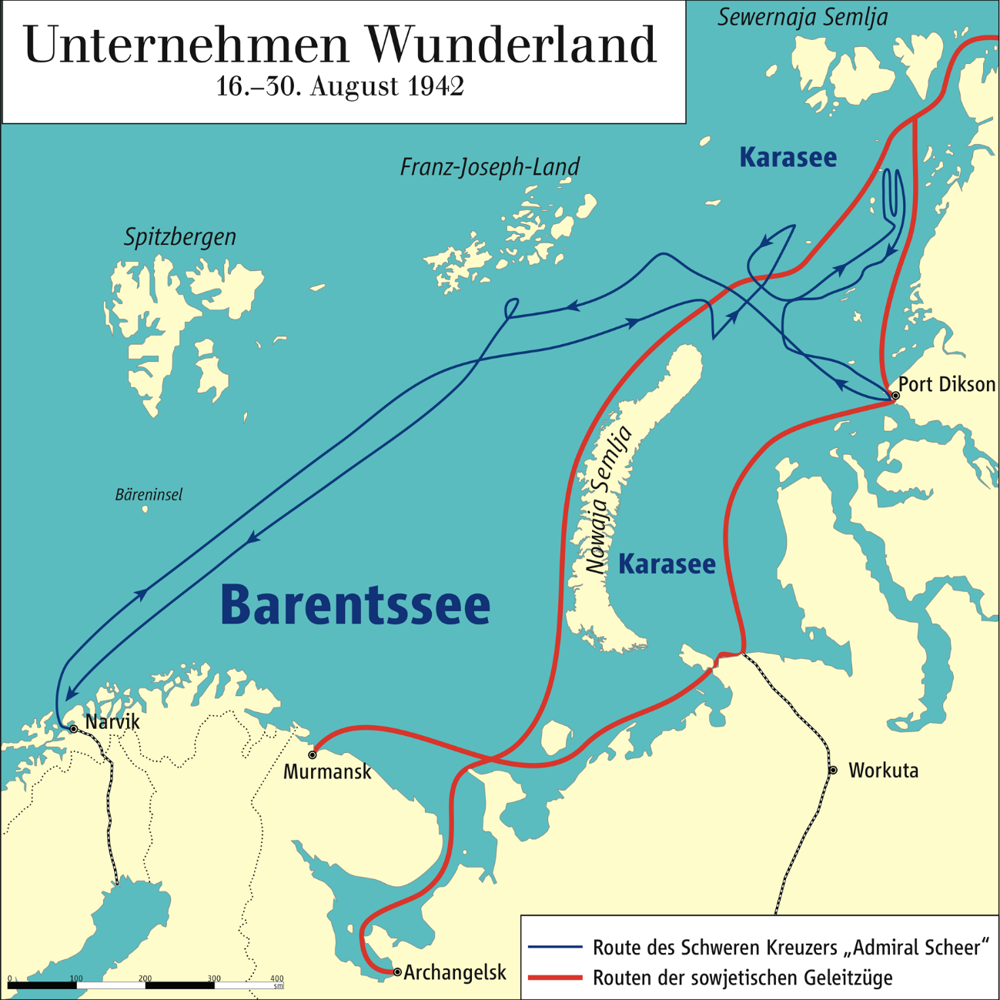 Unternehmen Wunderland
16.–30. August 1942
Sewernaja Semlja
Karasee
Franz-Joseph-Land
Spitzbergen
Port Dikson
Nowaja Semlja
Bäreninsel
Karasee
Barentssee
Narvik
Murmansk
Workuta
Archangelsk
Route des Schweren Kreuzers „Admiral Scheer“
Routen der sowjetischen Geleitzüge
0 100 200 300 400
sm